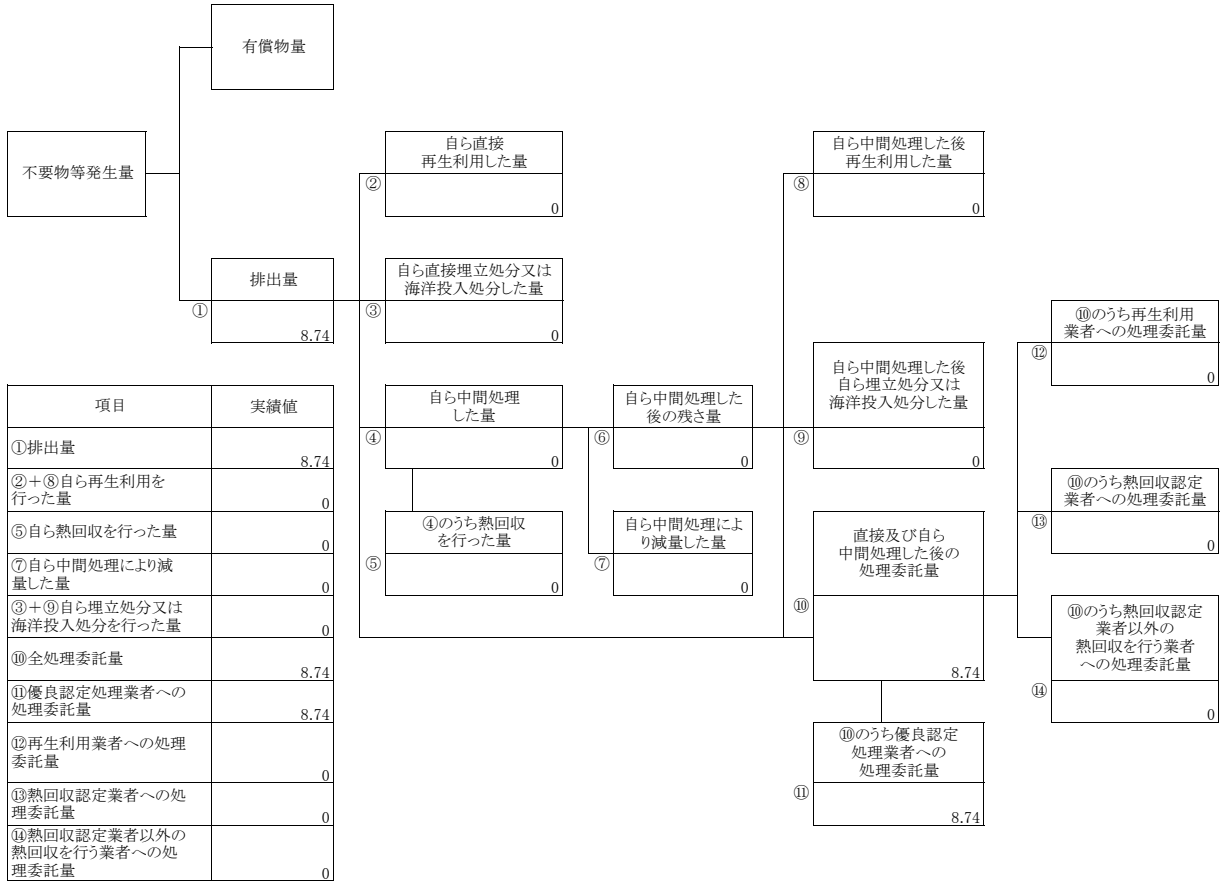 有償物量
不要物等発生量
自ら直接
再生利用した量
②
0
自ら中間処理した後
再生利用した量
⑧
0
排出量
①
8.74
自ら直接埋立処分又は
海洋投入処分した量
③
0
自ら中間処理
した量
④
0
自ら中間処理した
後の残さ量
⑥
0
自ら中間処理した後
自ら埋立処分又は
海洋投入処分した量
⑨
0
⑩のうち再生利用
業者への処理委託量
⑫
0
④のうち熱回収
を行った量
⑤
0
自ら中間処理によ
り減量した量
⑦
0
直接及び自ら
中間処理した後の
処理委託量
⑩
8.74
⑩のうち熱回収認定
業者への処理委託量
⑬
0
⑩のうち熱回収認定
業者以外の
熱回収を行う業者
への処理委託量
⑭
0
⑩のうち優良認定
処理業者への
処理委託量
⑪
8.74
項目 実績値
①排出量 8.74
②＋⑧自ら再生利用を
行った量 0
⑤自ら熱回収を行った量 0
⑦自ら中間処理により減
量した量 0
③＋⑨自ら埋立処分又は
海洋投入処分を行った量 0
⑩全処理委託量 8.74
⑪優良認定処理業者への
処理委託量 8.74
⑫再生利用業者への処理
委託量 0
⑬熱回収認定業者への処
理委託量 0
⑭熱回収認定業者以外の
熱回収を行う業者への処
理委託量 0